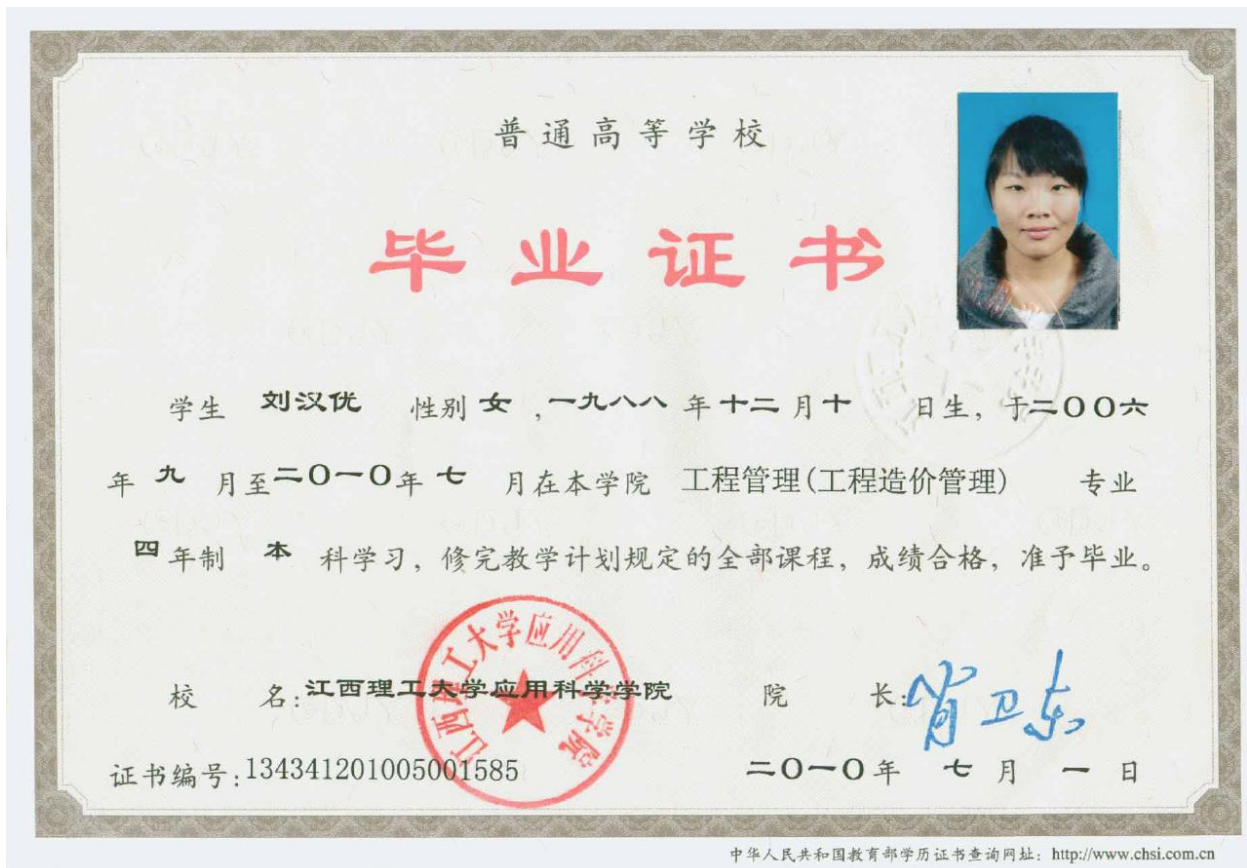 普通高等学校
毕业证书
学生 刘汉优 性别 女 ,一九八八 年 十二 月 十 日生, 于二〇〇六
年 九 月至二〇一〇年 七 月在本学院 工程管理(工程造价管理) 专业
四年制 本 科学习, 修完教学计划规定的全部课程, 成绩合格, 准予毕业。
江西理工大学应用科学学院
校 名:江西理工大学应用科学学院 院 长:肖卫东
证书编号:134341201005001585 二〇一〇年 七 月 一 日
中华人民共和国教育部学历证书查询网址: http://www.chsi.com.cn